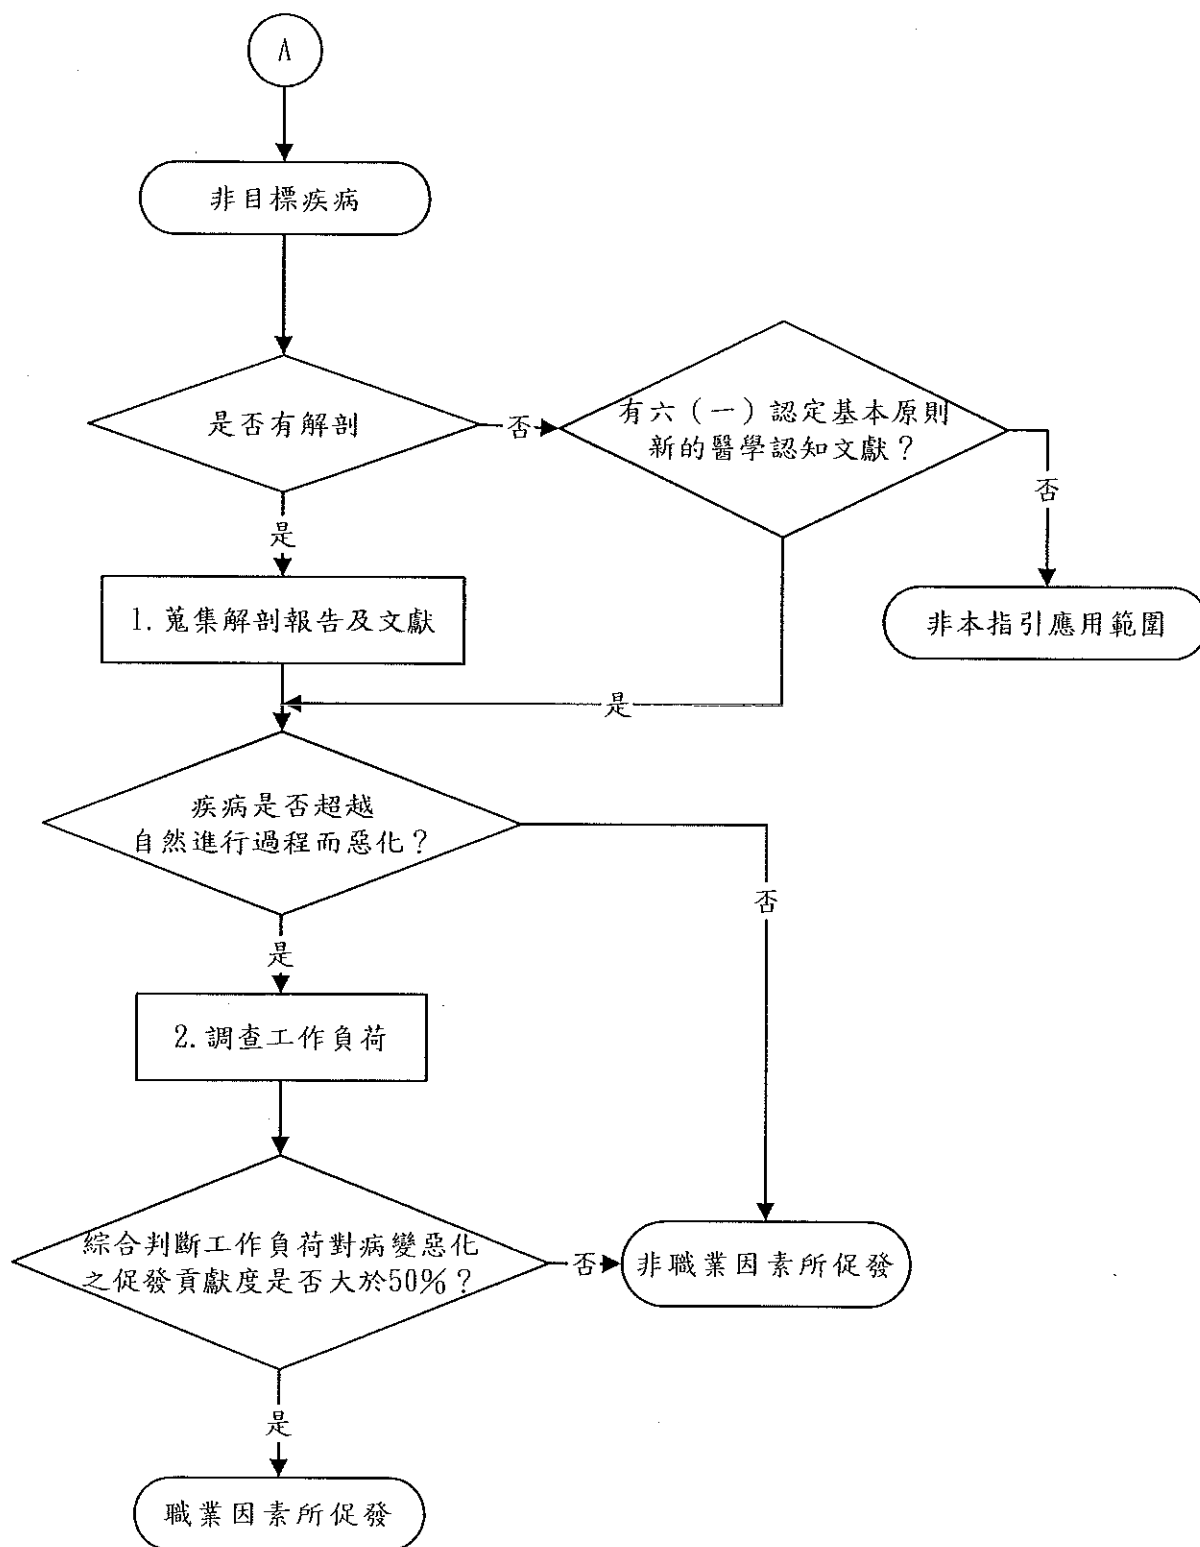 A
非目標疾病
是否有解剖
否
有六（一）認定基本原則
新的醫學認知文獻？
否
是
1.蒐集解剖報告及文獻
非本指引應用範圍
是
疾病是否超越
自然進行過程而惡化？
否
是
2.調查工作負荷
綜合判斷工作負荷對病變惡化
之促發貢獻度是否大於50%？
否
非職業因素所促發
是
職業因素所促發